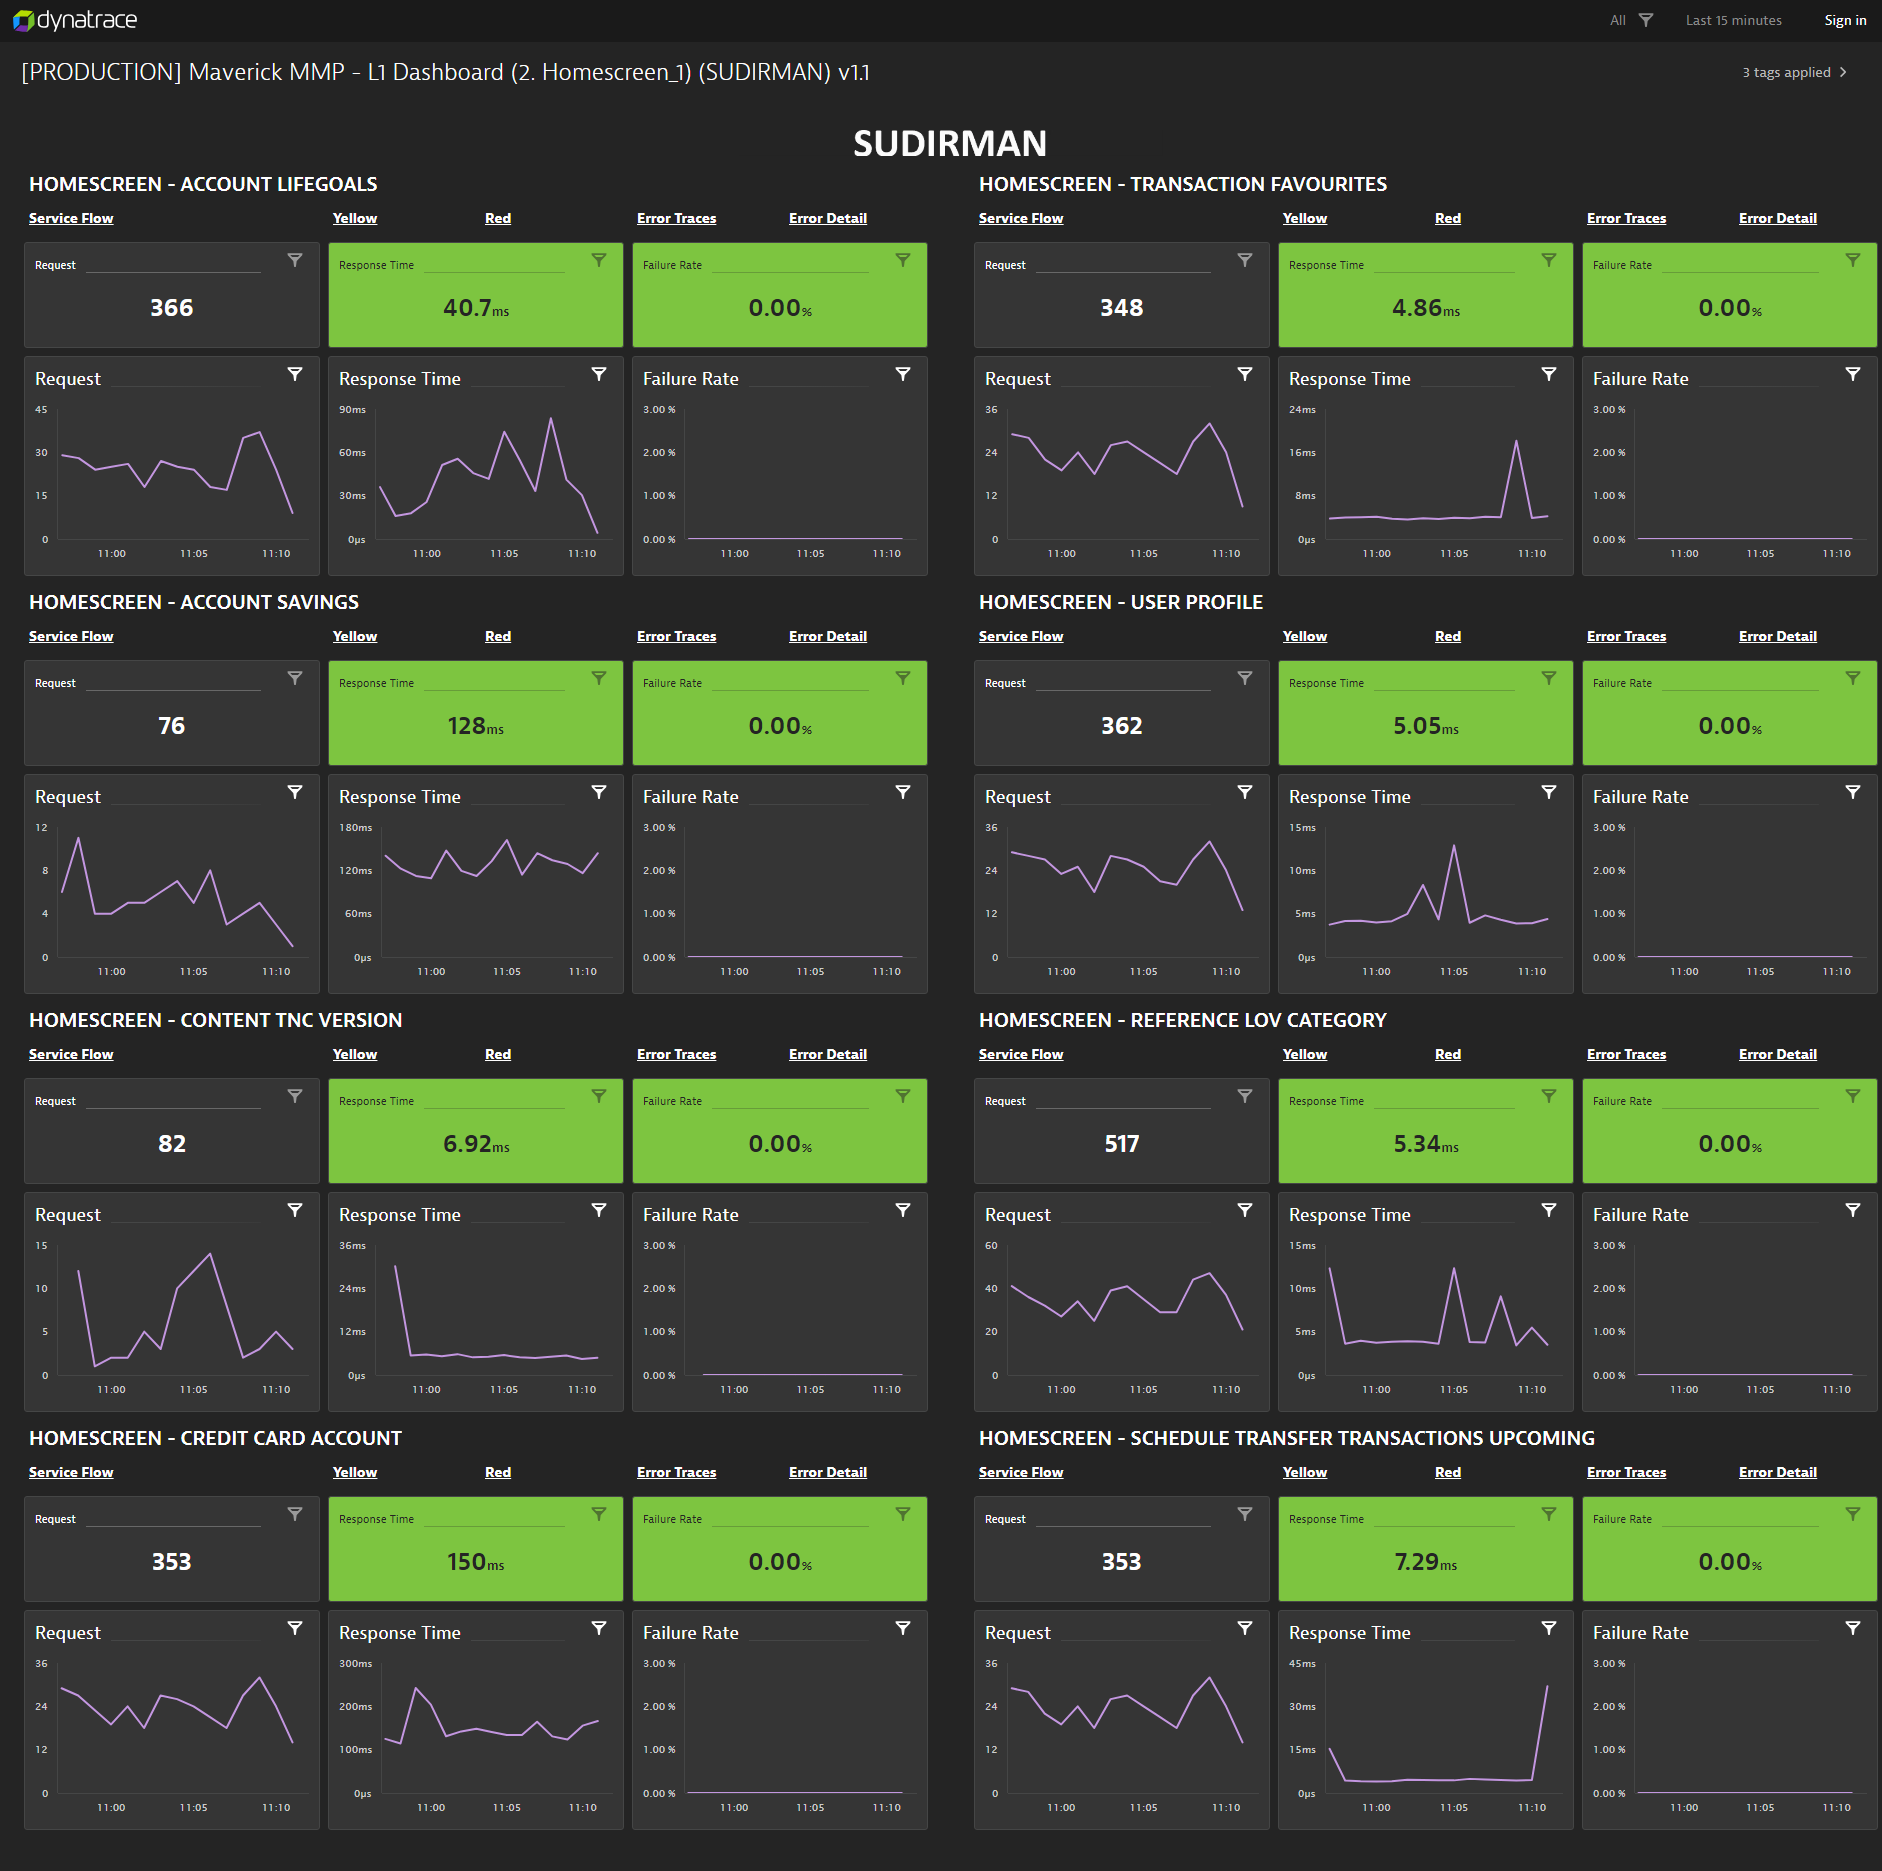 dynatrace
All
Last 15 minutes
Sign in
[PRODUCTION] Maverick MMP - L1 Dashboard (2. Homescreen_1) (SUDIRMAN) v1.1
3 tags applied
SUDIRMAN
HOMESCREEN - ACCOUNT LIFEGOALS
Service Flow Yellow Red Error Traces Error Detail
Request Response Time Failure Rate
366 40.7ms 0.00%
Request Response Time Failure Rate
45 90ms 3.00 %
30 60ms 2.00 %
15 30ms 1.00 %
0 0μs 0.00 %
11:00 11:05 11:10 11:00 11:05 11:10 11:00 11:05 11:10
HOMESCREEN - TRANSACTION FAVOURITES
Service Flow Yellow Red Error Traces Error Detail
Request Response Time Failure Rate
348 4.86ms 0.00%
Request Response Time Failure Rate
36 24ms 3.00 %
24 16ms 2.00 %
12 8ms 1.00 %
0 0μs 0.00 %
11:00 11:05 11:10 11:00 11:05 11:10 11:00 11:05 11:10
HOMESCREEN - ACCOUNT SAVINGS
Service Flow Yellow Red Error Traces Error Detail
Request Response Time Failure Rate
76 128ms 0.00%
Request Response Time Failure Rate
12 180ms 3.00 %
8 120ms 2.00 %
4 60ms 1.00 %
0 0μs 0.00 %
11:00 11:05 11:10 11:00 11:05 11:10 11:00 11:05 11:10
HOMESCREEN - USER PROFILE
Service Flow Yellow Red Error Traces Error Detail
Request Response Time Failure Rate
362 5.05ms 0.00%
Request Response Time Failure Rate
36 15ms 3.00 %
24 10ms 2.00 %
12 5ms 1.00 %
0 0μs 0.00 %
11:00 11:05 11:10 11:00 11:05 11:10 11:00 11:05 11:10
HOMESCREEN - CONTENT TNC VERSION
Service Flow Yellow Red Error Traces Error Detail
Request Response Time Failure Rate
82 6.92ms 0.00%
Request Response Time Failure Rate
15 36ms 3.00 %
10 24ms 2.00 %
5 12ms 1.00 %
0 0μs 0.00 %
11:00 11:05 11:10 11:00 11:05 11:10 11:00 11:05 11:10
HOMESCREEN - REFERENCE LOV CATEGORY
Service Flow Yellow Red Error Traces Error Detail
Request Response Time Failure Rate
517 5.34ms 0.00%
Request Response Time Failure Rate
60 15ms 3.00 %
40 10ms 2.00 %
20 5ms 1.00 %
0 0μs 0.00 %
11:00 11:05 11:10 11:00 11:05 11:10 11:00 11:05 11:10
HOMESCREEN - CREDIT CARD ACCOUNT
Service Flow Yellow Red Error Traces Error Detail
Request Response Time Failure Rate
353 150ms 0.00%
Request Response Time Failure Rate
36 300ms 3.00 %
24 200ms 2.00 %
12 100ms 1.00 %
0 0μs 0.00 %
11:00 11:05 11:10 11:00 11:05 11:10 11:00 11:05 11:10
HOMESCREEN - SCHEDULE TRANSFER TRANSACTIONS UPCOMING
Service Flow Yellow Red Error Traces Error Detail
Request Response Time Failure Rate
353 7.29ms 0.00%
Request Response Time Failure Rate
36 45ms 3.00 %
24 30ms 2.00 %
12 15ms 1.00 %
0 0μs 0.00 %
11:00 11:05 11:10 11:00 11:05 11:10 11:00 11:05 11:10